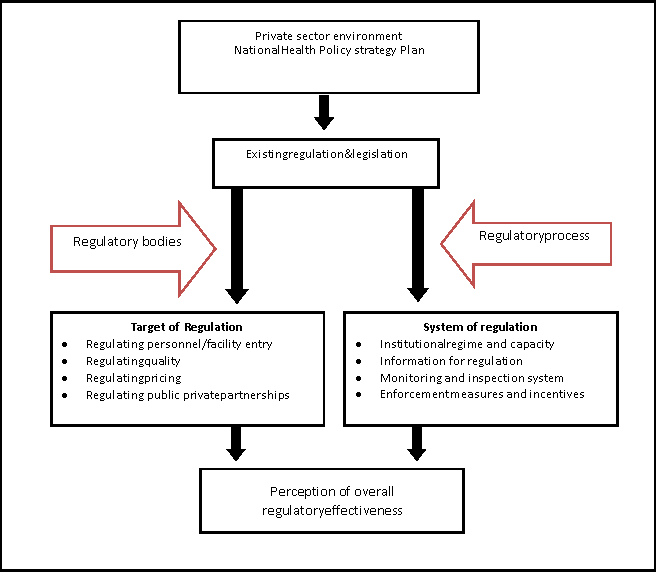 Private sector environment
NationalHealth Policy strategy Plan
Existingregulation&legislation
Regulatory bodies
Regulatoryprocess
Target of Regulation
• Regulating personnel/facility entry
• Regulatingquality
• Regulatingpricing
• Regulating public privatepartnerships
System of regulation
• Institutionalregime and capacity
• Information for regulation
• Monitoring and inspection system
• Enforcementmeasures and incentives
Perception of overall
regulatoryeffectiveness